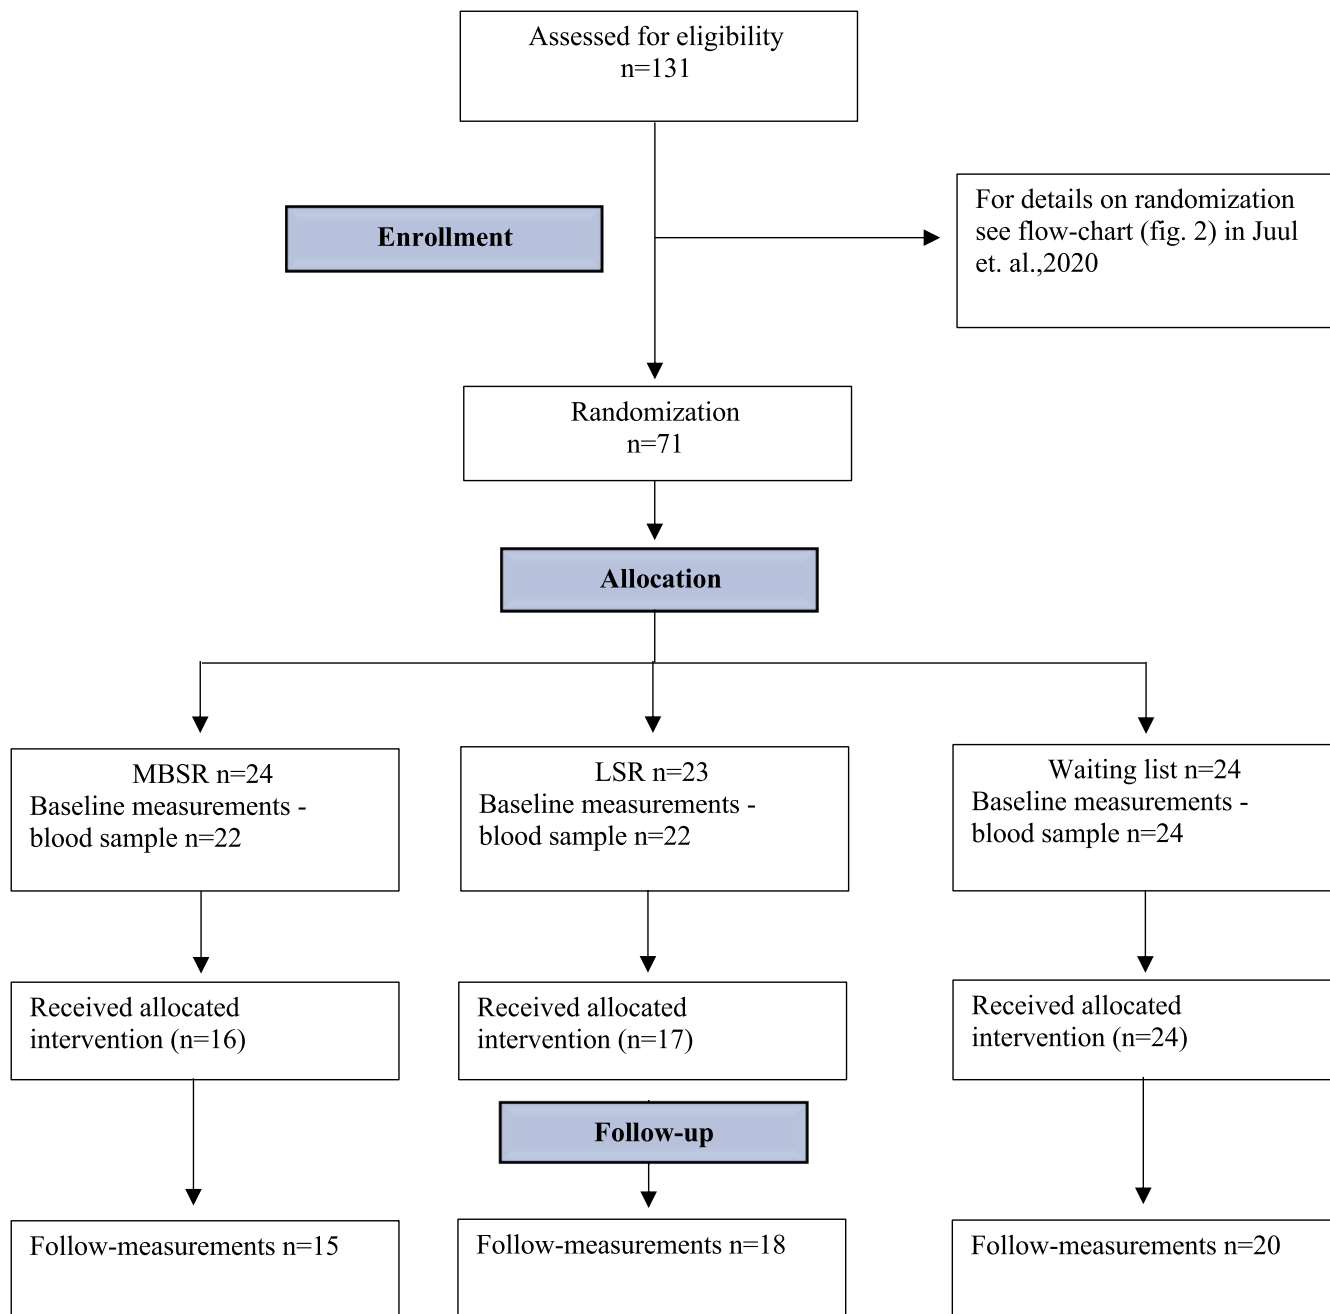 Assessed for eligibility
n=131
Enrollment
For details on randomization
see flow-chart (fig. 2) in Juul
et. al.,2020
Randomization
n=71
Allocation
MBSR n=24
Baseline measurements -
blood sample n=22
LSR n=23
Baseline measurements -
blood sample n=22
Waiting list n=24
Baseline measurements -
blood sample n=24
Received allocated
intervention (n=16)
Received allocated
intervention (n=17)
Received allocated
intervention (n=24)
Follow-up
Follow-measurements n=15
Follow-measurements n=18
Follow-measurements n=20